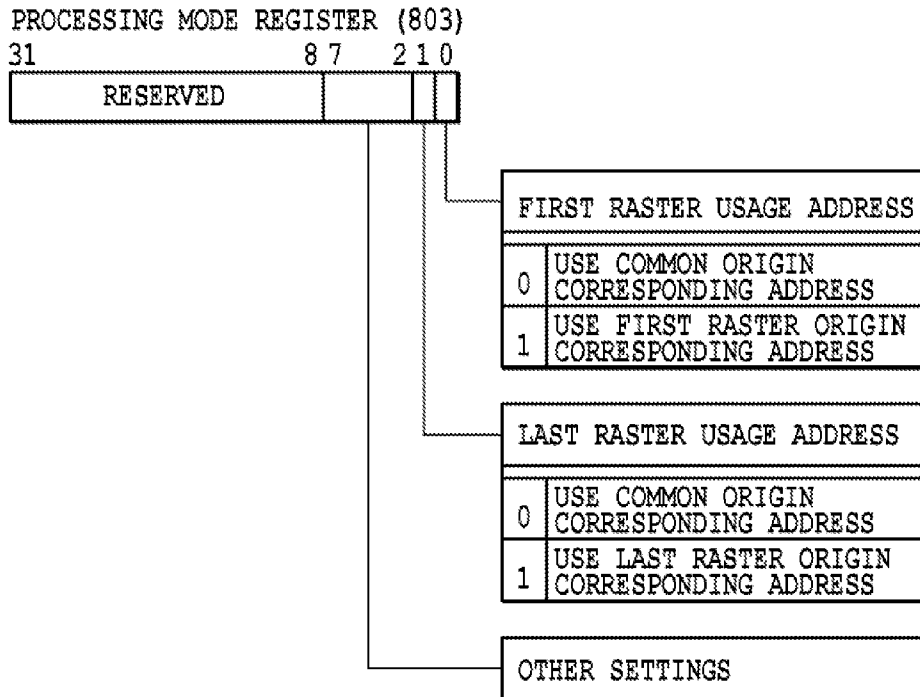 PROCESSING MODE REGISTER (803)
31 8 7 2 1 0
RESERVED
FIRST RASTER USAGE ADDRESS
0 USE COMMON ORIGIN
CORRESPONDING ADDRESS
1 USE FIRST RASTER ORIGIN
CORRESPONDING ADDRESS
LAST RASTER USAGE ADDRESS
0 USE COMMON ORIGIN
CORRESPONDING ADDRESS
1 USE LAST RASTER ORIGIN
CORRESPONDING ADDRESS
OTHER SETTINGS